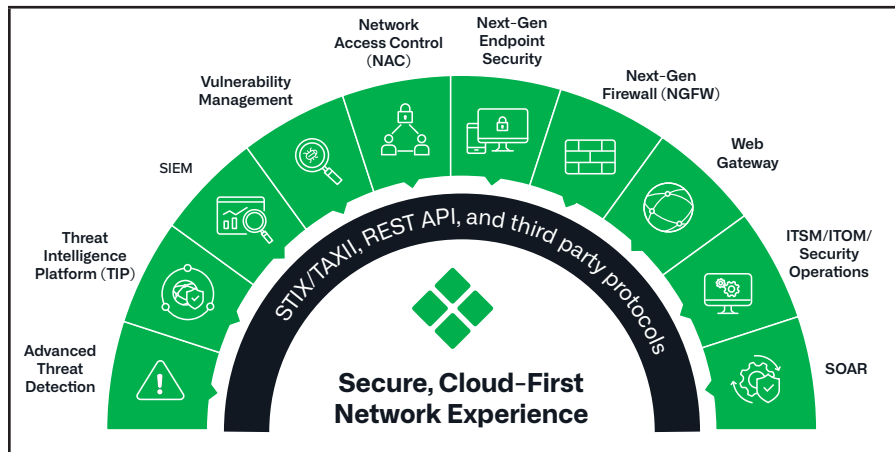 Network
Access Control
(NAC)
Next-Gen
Endpoint
Security
Vulnerability
Management
Next-Gen
Firewall (NGFW)
SIEM
Web
Gateway
Threat
Intelligence
Platform (TIP)
ITSM/ITOM/
Security
Operations
Advanced
Threat
Detection
SOAR
STIX/TAXII, REST API, and third party protocols
Secure, Cloud-First
Network Experience